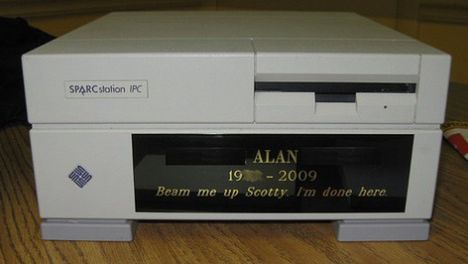 SPARCstation IPC
ALAN
19 - 2009
Beam me up Scotty. I'm done here.